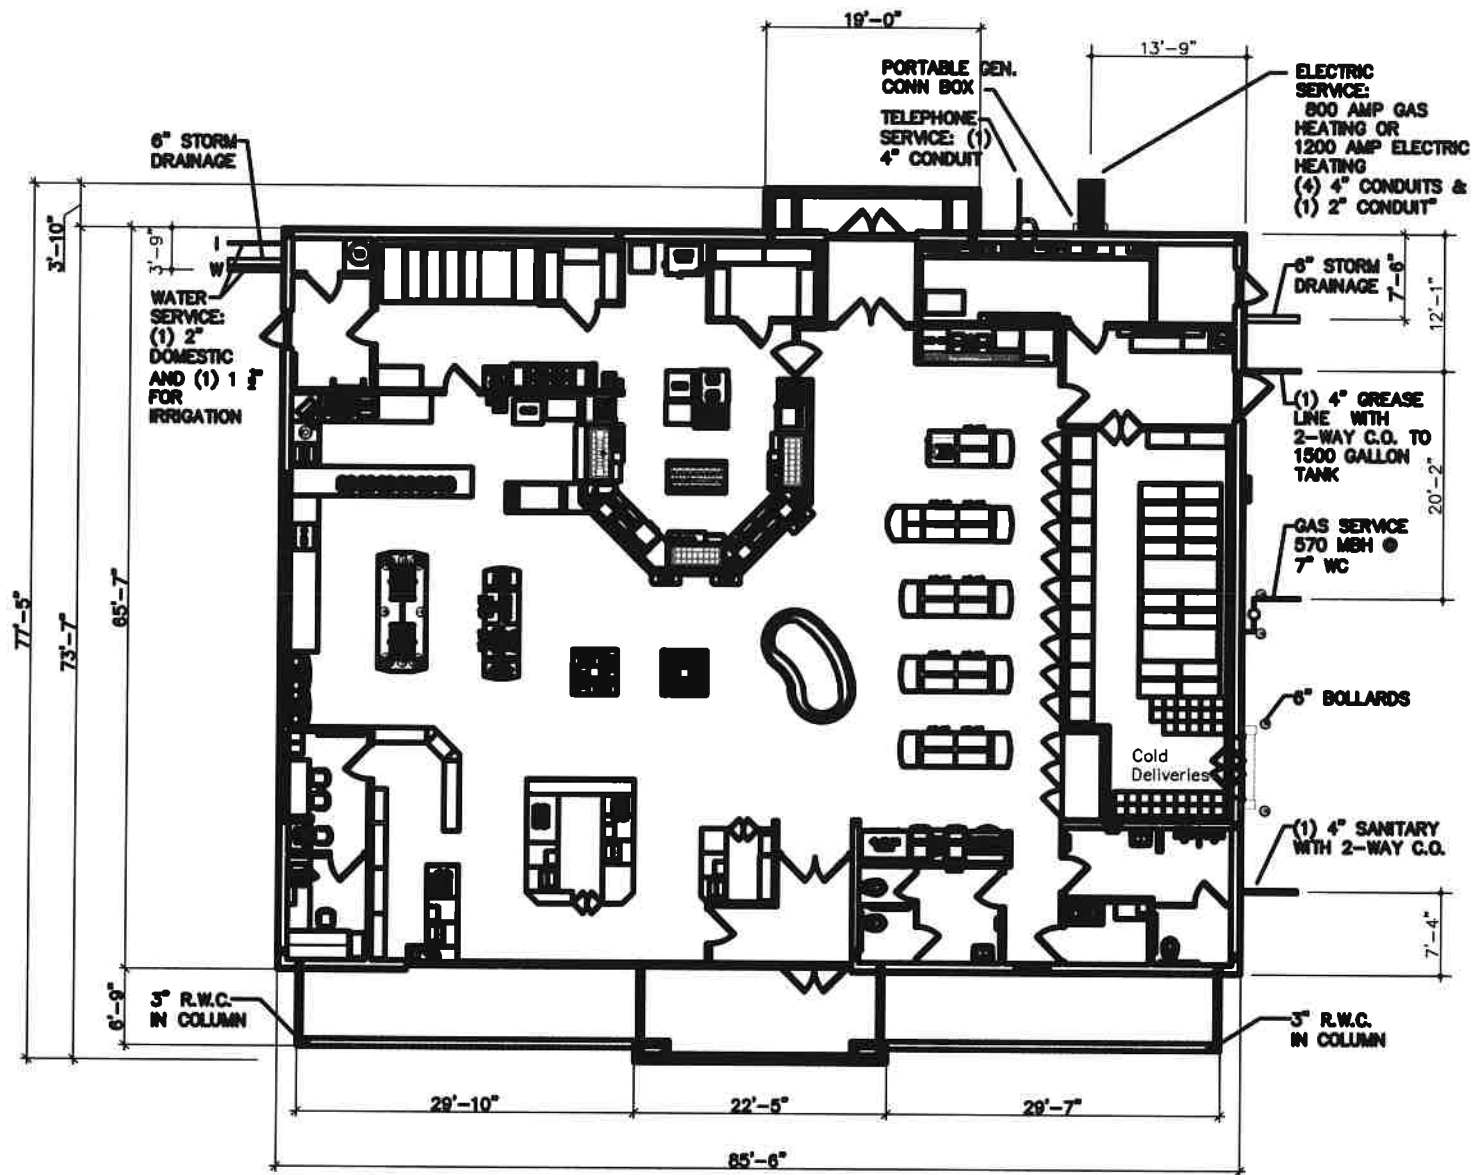 19'-0"
13'-9"
PORTABLE GEN.
CONN BOX
TELEPHONE
SERVICE: (1)
4" CONDUIT
ELECTRIC
SERVICE:
800 AMP GAS
HEATING OR
1200 AMP ELECTRIC
HEATING
(4) 4" CONDUITS &
(1) 2" CONDUIT"
6" STORM
DRAINAGE
3'-10"
3'-9"
I
W
WATER
SERVICE:
(1) 2"
DOMESTIC
AND (1) 1
FOR
IRRIGATION
6" STORM
DRAINAGE
7'-6"
12'-1"
(1) 4" GREASE
LINE WITH
2-WAY C.O. TO
1500 GALLON
TANK
20'-2"
GAS SERVICE
570 MBH @
7" WC
77'-5"
73'-7"
65'-7"
6" BOLLARDS
Cold
Deliveries
(1) 4" SANITARY
WITH 2-WAY C.O.
7'-4"
3" R.W.C.
IN COLUMN
6'-9"
3" R.W.C.
IN COLUMN
29'-10"
22'-5"
29'-7"
85'-6"